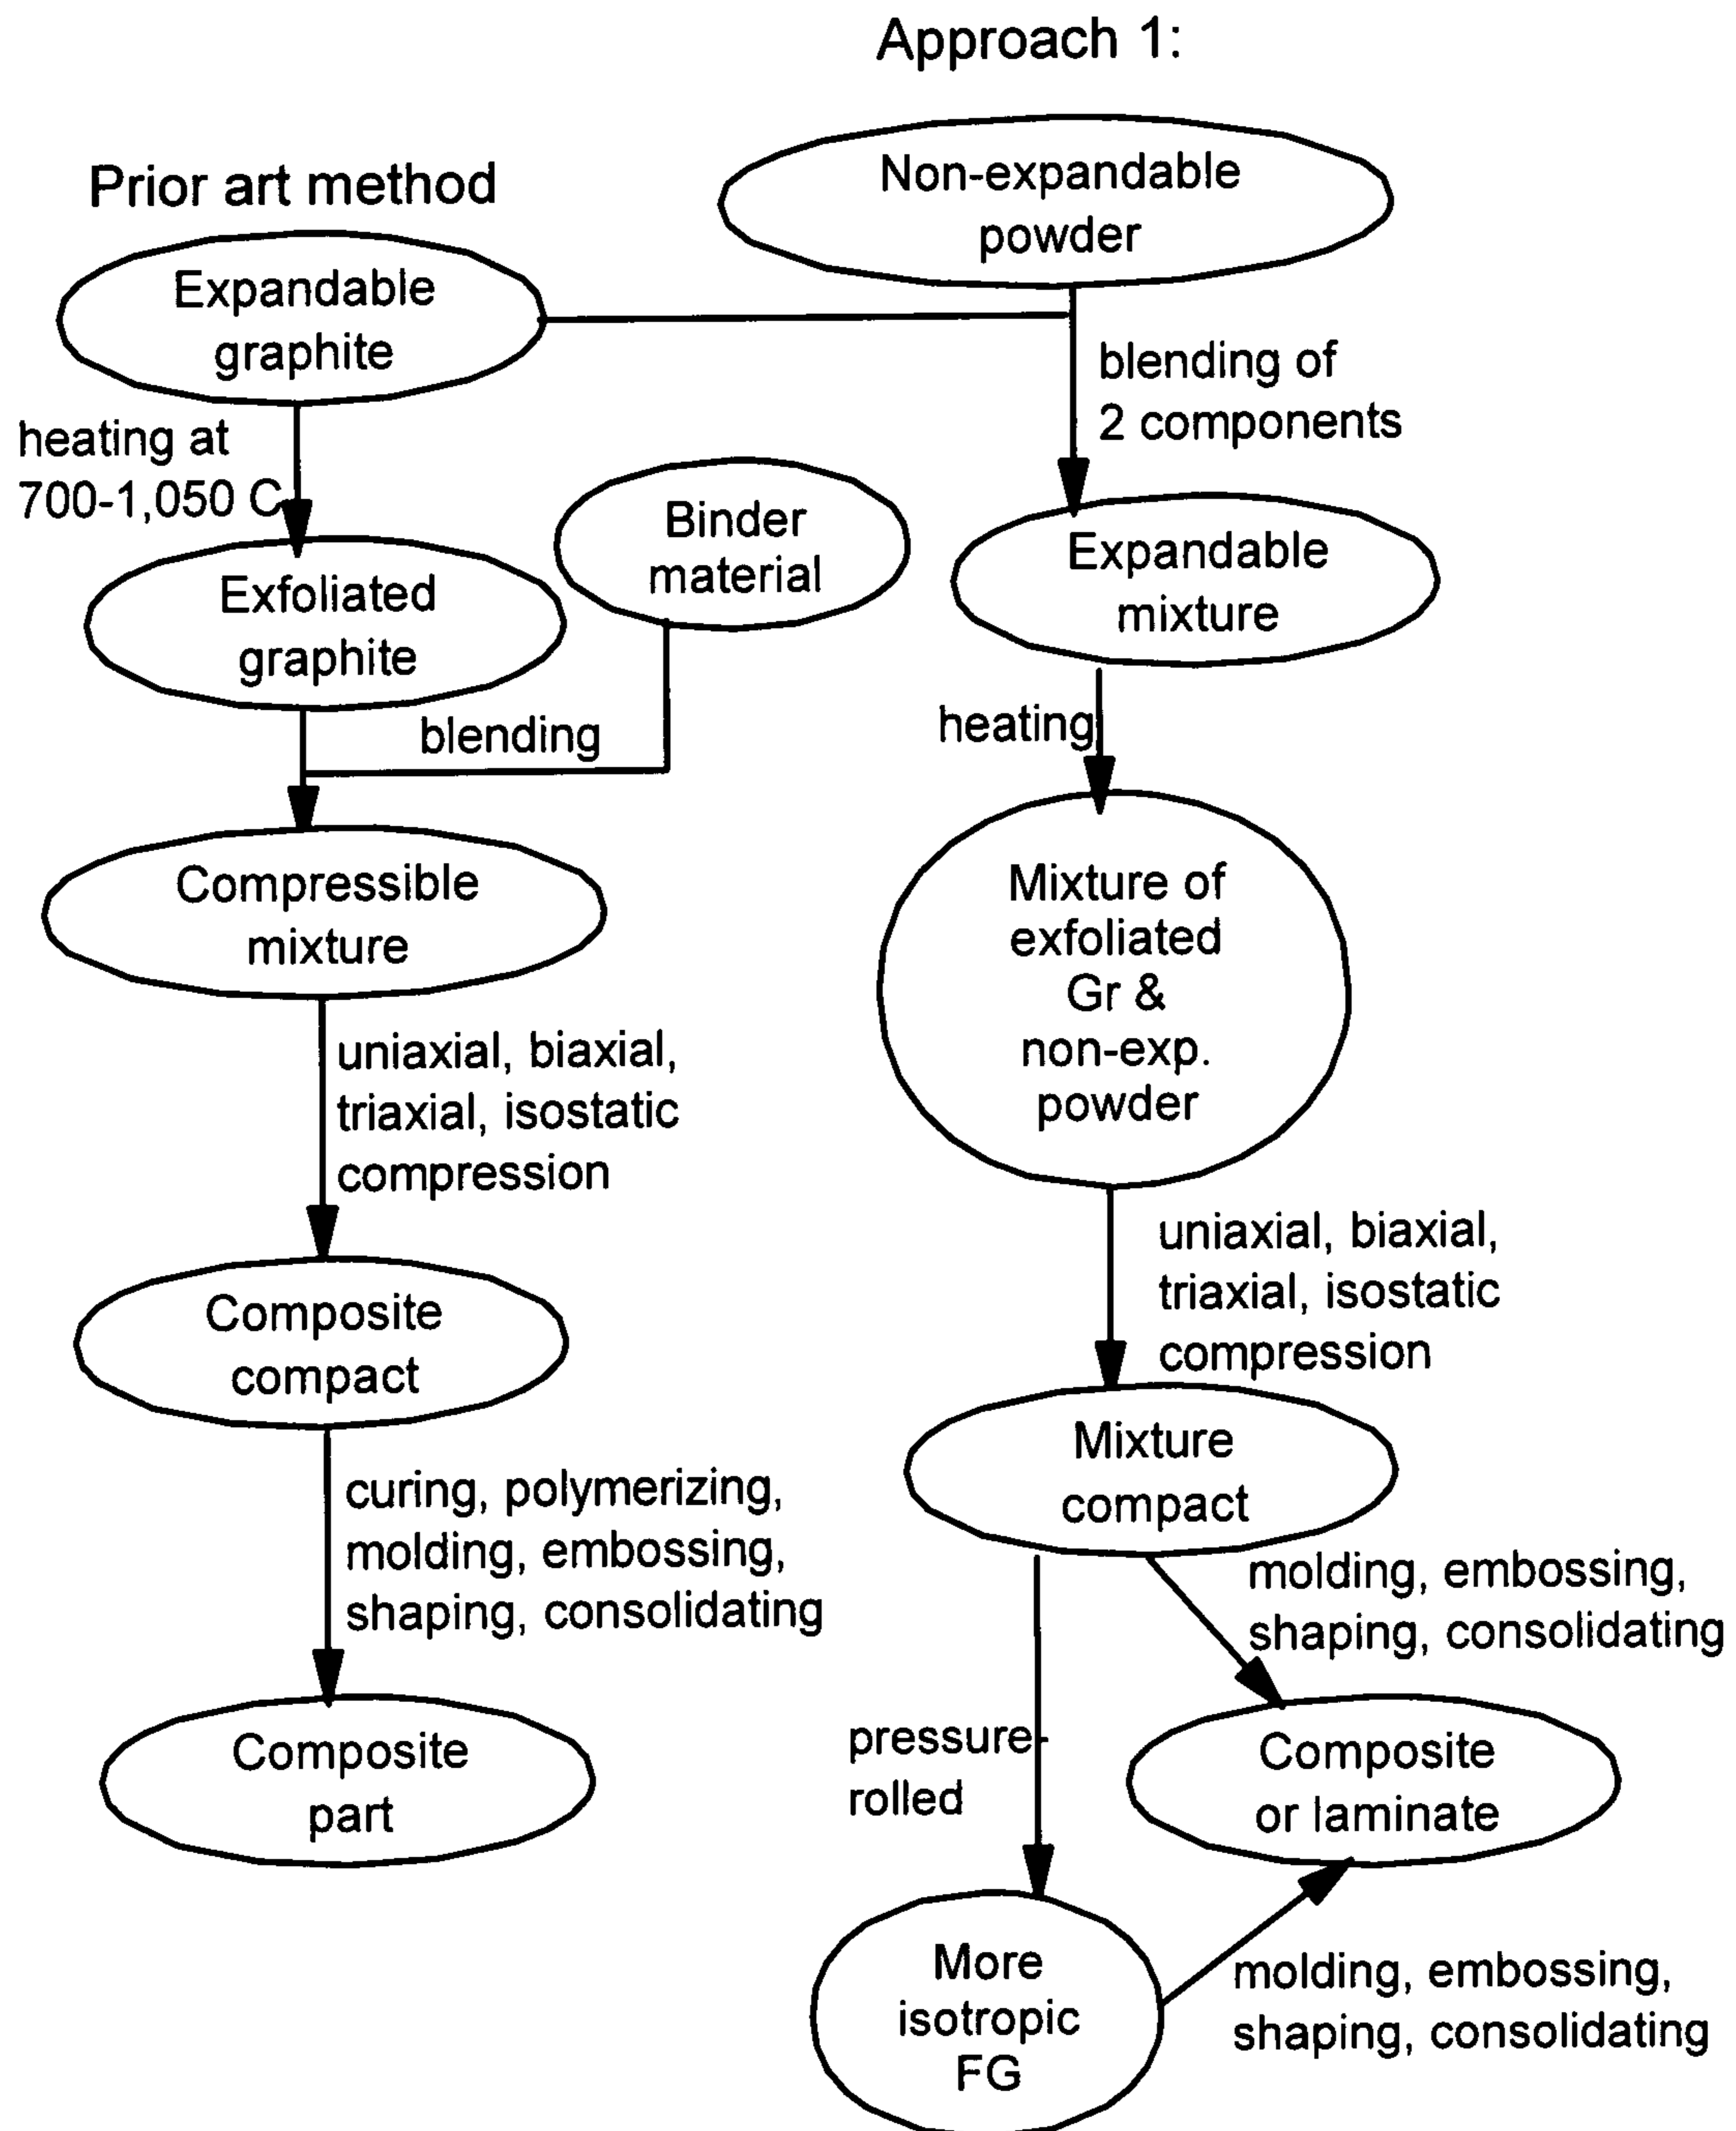 Approach 1:
Prior art method
Non-expandable
powder
Expandable
graphite
blending of
2 components
heating at
700-1,050 C
Binder
material
Expandable
mixture
Exfoliated
graphite
blending
heating
Compressible
mixture
Mixture of
exfoliated
Gr &
non-exp.
powder
uniaxial, biaxial,
triaxial, isostatic
compression
uniaxial, biaxial,
triaxial, isostatic
compression
Composite
compact
Mixture
compact
curing, polymerizing,
molding, embossing,
shaping, consolidating
molding, embossing,
shaping, consolidating
pressure
rolled
Composite
part
Composite
or laminate
More
isotropic
FG
molding, embossing,
shaping, consolidating